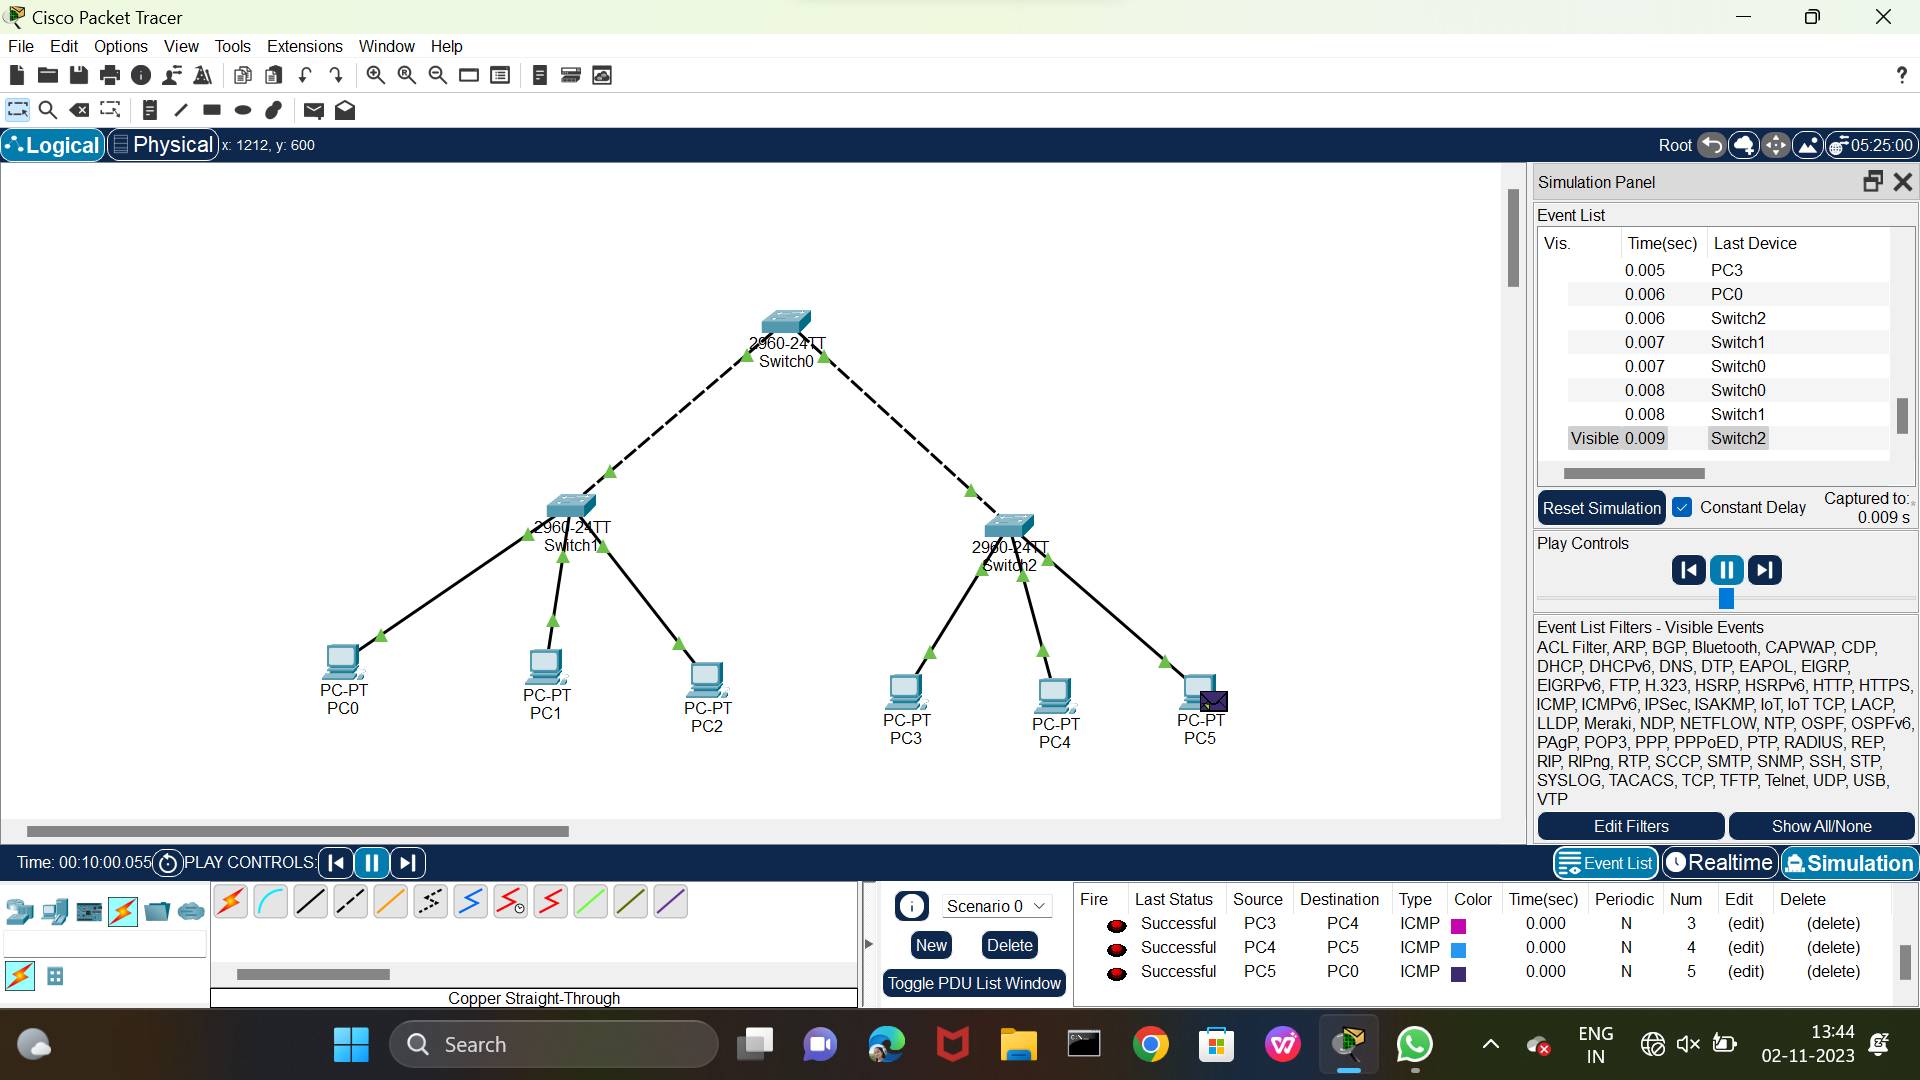 Cisco Packet Tracer
File Edit Options View Tools Extensions Window Help
?
Logical Physical x: 1212, y: 600 Root 05:25:00
Simulation Panel
Event List
Vis. Time(sec) Last Device
0.005 PC3
0.006 PC0
0.006 Switch2
0.007 Switch1
0.007 Switch0
0.008 Switch0
0.008 Switch1
Visible 0.009 Switch2
Reset Simulation Constant Delay Captured to:
0.009 s
Play Controls
Event List Filters - Visible Events
ACL Filter, ARP, BGP, Bluetooth, CAPWAP, CDP,
DHCP, DHCPv6, DNS, DTP, EAPOL, EIGRP,
EIGRPv6, FTP, H.323, HSRP, HSRPv6, HTTP, HTTPS,
ICMP, ICMPv6, IPSec, ISAKMP, IoT, IoT TCP, LACP,
LLDP, Meraki, NDP, NETFLOW, NTP, OSPF, OSPFv6,
PAgP, POP3, PPP, PPPoED, PTP, RADIUS, REP,
RIP, RIPng, RTP, SCCP, SMTP, SNMP, SSH, STP,
SYSLOG, TACACS, TCP, TFTP, Telnet, UDP, USB,
VTP
Edit Filters Show All/None
2960-24TT
Switch0
2960-24TT
Switch1
2960-24TT
Switch2
PC-PT
PC0
PC-PT
PC1
PC-PT
PC2
PC-PT
PC3
PC-PT
PC4
PC-PT
PC5
Time: 00:10:00.055 PLAY CONTROLS: Event List Realtime Simulation
Copper Straight-Through
Scenario 0
New Delete
Toggle PDU List Window
Fire Last Status Source Destination Type Color Time(sec) Periodic Num Edit Delete
Successful PC3 PC4 ICMP 0.000 N 3 (edit) (delete)
Successful PC4 PC5 ICMP 0.000 N 4 (edit) (delete)
Successful PC5 PC0 ICMP 0.000 N 5 (edit) (delete)
Search
ENG
IN
13:44
02-11-2023